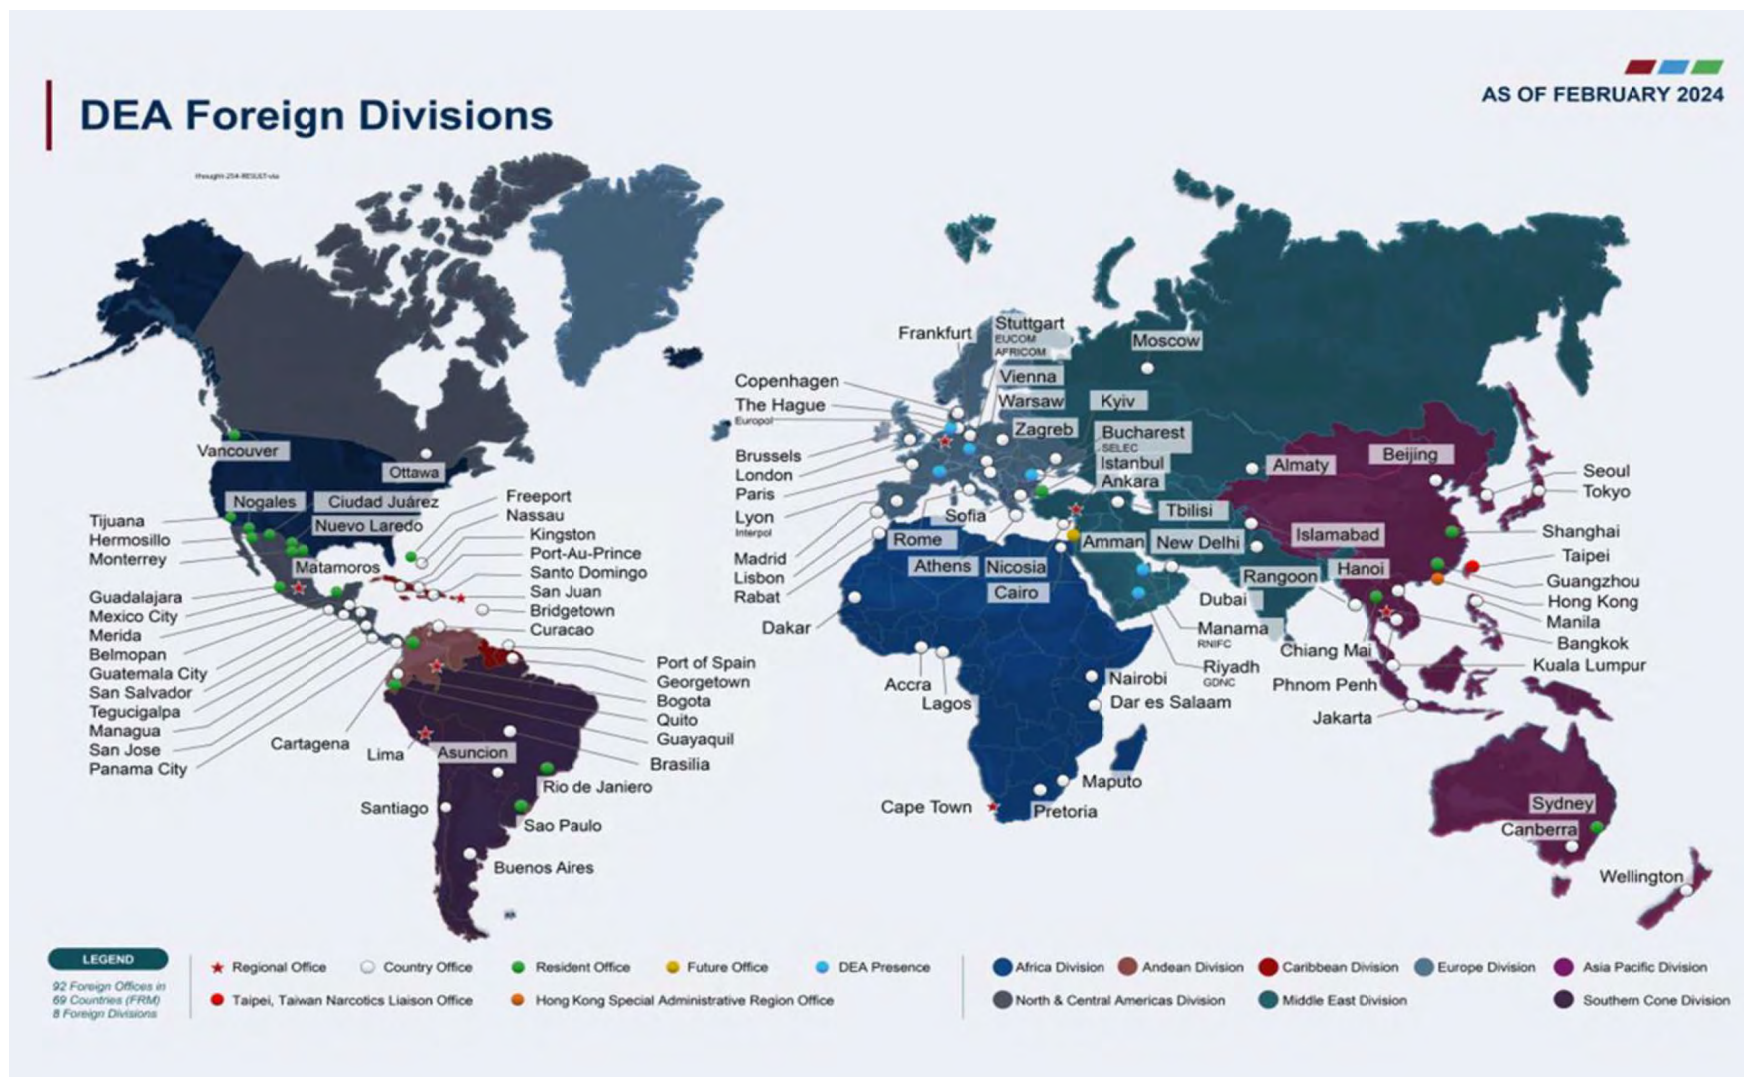 AS OF FEBRUARY 2024
DEA Foreign Divisions
Frankfurt
Stuttgart
EUCOM
AFRICOM
Moscow
Copenhagen
Vienna
The Hague
Europol
Warsaw
Kyiv
Zagreb
Bucharest
SELEC
Vancouver
Brussels
Istanbul
Almaty
Beijing
Ottawa
London
Ankara
Seoul
Nogales
Ciudad Juárez
Freeport
Paris
Tokyo
Tijuana
Nuevo Laredo
Nassau
Lyon
Interpol
Sofia
Tbilisi
Hermosillo
Kingston
Rome
Amman
New Delhi
Islamabad
Shanghai
Monterrey
Port-Au-Prince
Madrid
Taipei
Matamoros
Santo Domingo
Lisbon
Athens
Nicosia
Rangoon
Hanoi
Guangzhou
Guadalajara
San Juan
Rabat
Cairo
Dubai
Hong Kong
Mexico City
Bridgetown
Manila
Merida
Curacao
Dakar
Manama
RNIFC
Bangkok
Belmopan
Chiang Mai
Guatemala City
Port of Spain
Riyadh
GDNC
Kuala Lumpur
San Salvador
Georgetown
Accra
Nairobi
Phnom Penh
Tegucigalpa
Bogota
Lagos
Dar es Salaam
Jakarta
Managua
Quito
San Jose
Cartagena
Guayaquil
Panama City
Lima
Asuncion
Brasilia
Rio de Janiero
Maputo
Santiago
Cape Town
Pretoria
Sydney
Sao Paulo
Canberra
Buenos Aires
Wellington
LEGEND
92 Foreign Offices in
69 Countries (FRM)
8 Foreign Divisions
Regional Office
Country Office
Resident Office
Future Office
DEA Presence
Taipei, Taiwan Narcotics Liaison Office
Hong Kong Special Administrative Region Office
Africa Division
Andean Division
Caribbean Division
Europe Division
Asia Pacific Division
North & Central Americas Division
Middle East Division
Southern Cone Division